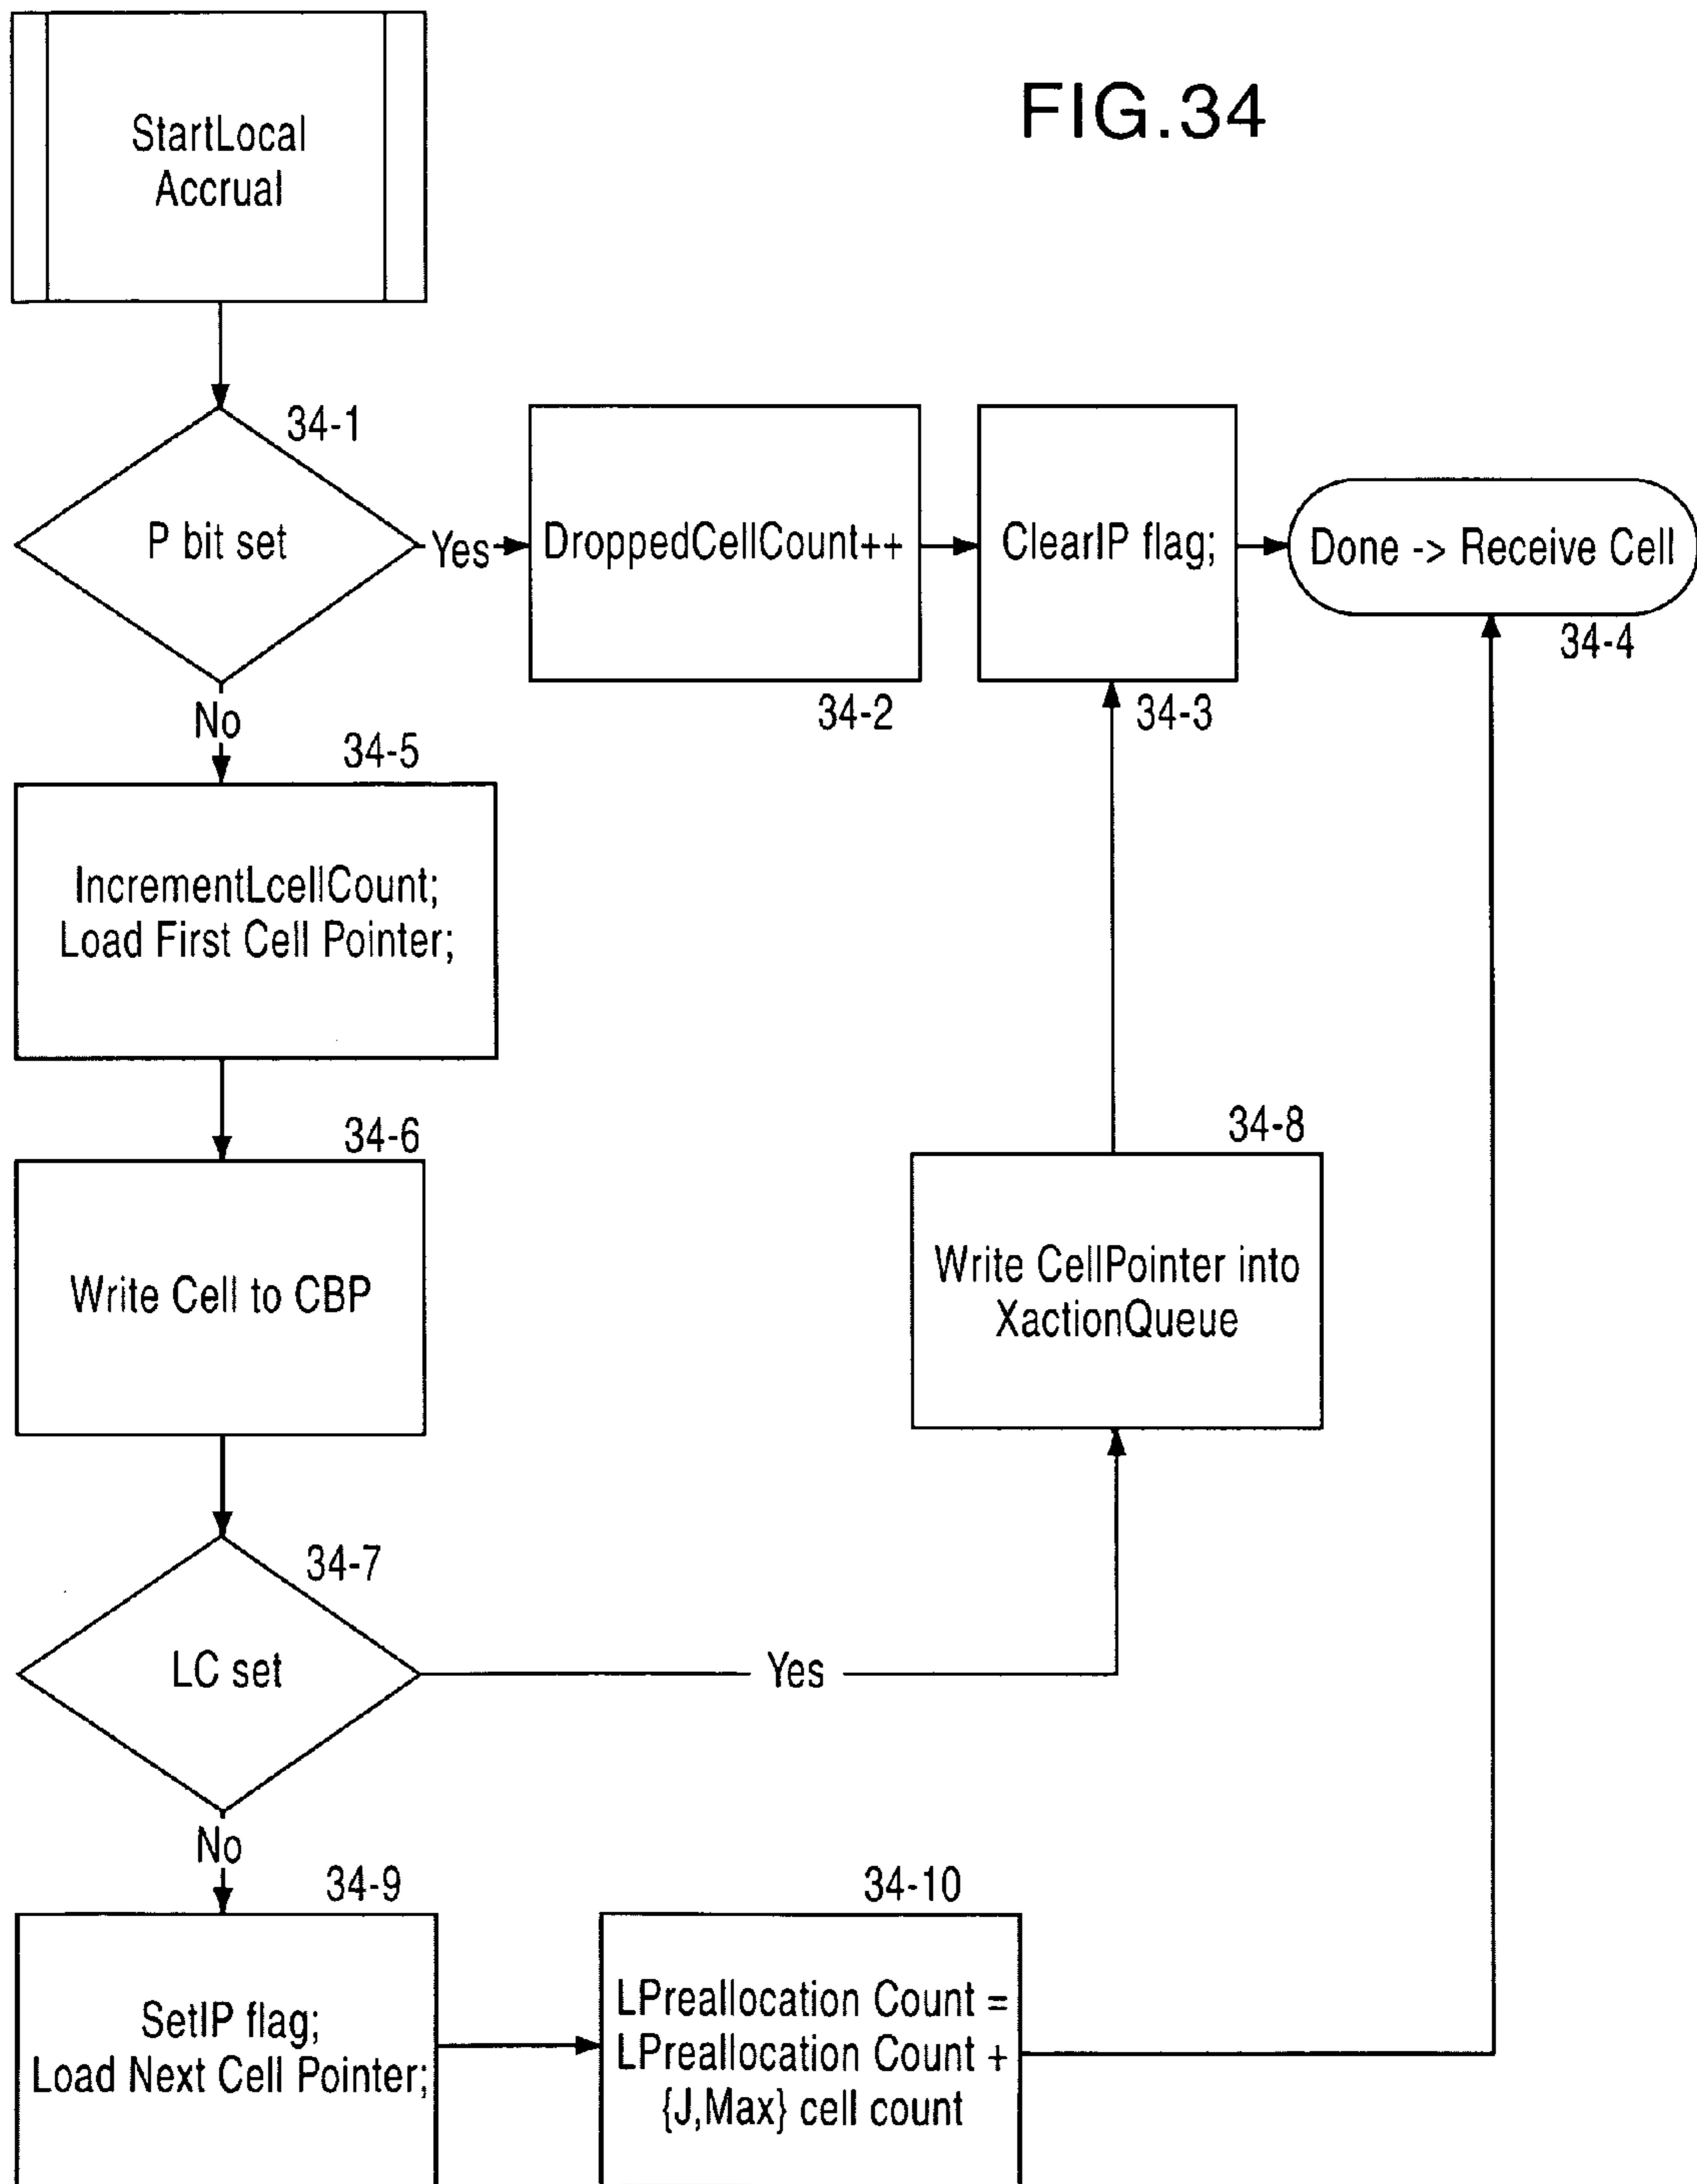 FIG.34
StartLocal
Accrual
34-1
P bit set
Yes
DroppedCellCount++
34-2
ClearIP flag;
34-3
Done -> Receive Cell
34-4
No
34-5
IncrementLcellCount;
Load First Cell Pointer;
34-6
Write Cell to CBP
34-8
Write CellPointer into
XactionQueue
34-7
LC set
Yes
No
34-9
SetIP flag;
Load Next Cell Pointer;
34-10
LPreallocation Count =
LPreallocation Count +
{J,Max} cell count